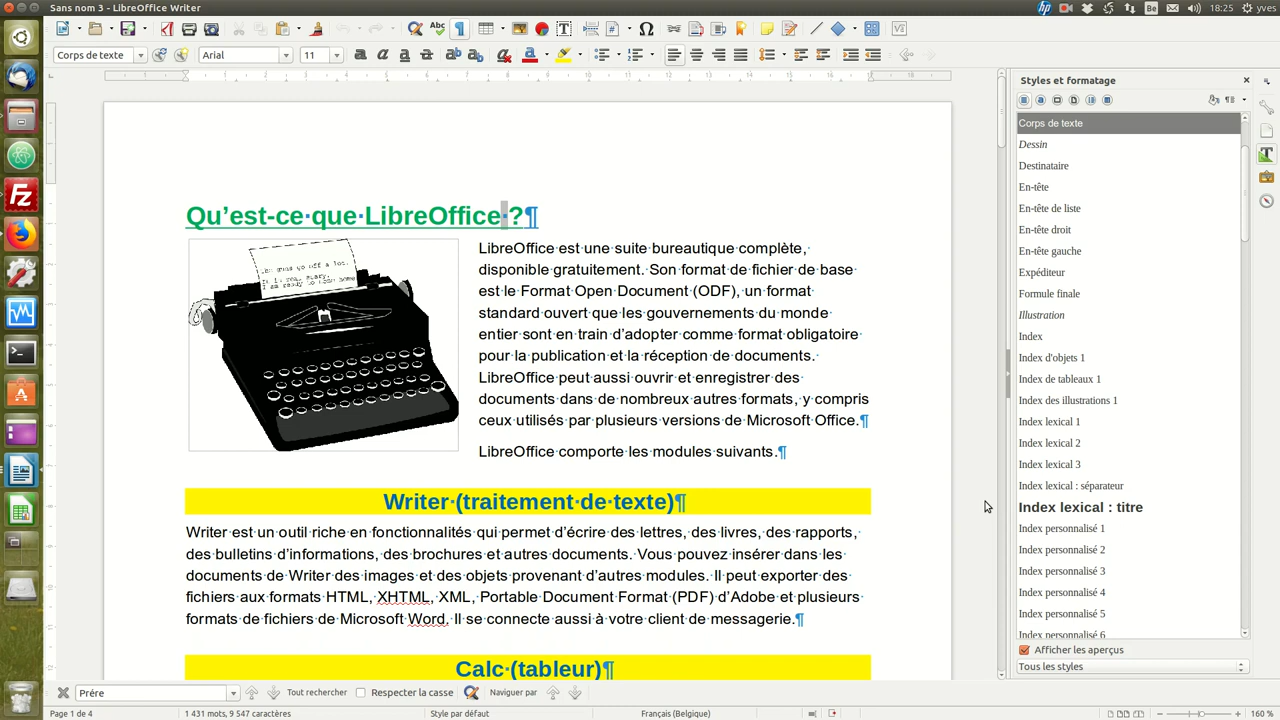 Sans nom 3 - LibreOffice Writer
Be
18:25
yves
Corps de texte
Arial
11
Styles et formatage
Corps de texte
Dessin
Destinataire
En-tête
En-tête de liste
En-tête droit
En-tête gauche
Expéditeur
Formule finale
Illustration
Index
Index d'objets 1
Index de tableaux 1
Index des illustrations 1
Index lexical 1
Index lexical 2
Index lexical 3
Index lexical : séparateur
Index lexical : titre
Index personnalisé 1
Index personnalisé 2
Index personnalisé 3
Index personnalisé 4
Index personnalisé 5
Index personnalisé 6
Afficher les aperçus
Tous les styles
Qu’est-ce·que·LibreOffice·?¶
LibreOffice·est·une·suite·bureautique·complète,·
disponible·gratuitement.·Son·format·de·fichier·de·base·
est·le·Format·Open·Document·(ODF),·un·format·
standard·ouvert·que·les·gouvernements·du·monde·
entier·sont·en·train·d’adopter·comme·format·obligatoire·
pour·la·publication·et·la·réception·de·documents.·
LibreOffice·peut·aussi·ouvrir·et·enregistrer·des·
documents·dans·de·nombreux·autres·formats,·y·compris·
ceux·utilisés·par·plusieurs·versions·de·Microsoft·Office.¶
LibreOffice·comporte·les·modules·suivants.¶
Writer·(traitement·de·texte)¶
Writer·est·un·outil·riche·en·fonctionnalités·qui·permet·d’écrire·des·lettres,·des·livres,·des·rapports,·
des·bulletins·d’informations,·des·brochures·et·autres·documents.·Vous·pouvez·insérer·dans·les·
documents·de·Writer·des·images·et·des·objets·provenant·d’autres·modules.·Il·peut·exporter·des·
fichiers·aux·formats·HTML,·XHTML,·XML,·Portable·Document·Format·(PDF)·d’Adobe·et·plusieurs·
formats·de·fichiers·de·Microsoft·Word.·Il·se·connecte·aussi·à·votre·client·de·messagerie.¶
Calc·(tableur)¶
Prére
Tout rechercher
Respecter la casse
Naviguer par
Page 1 de 4
1 431 mots, 9 547 caractères
Style par défaut
Français (Belgique)
160 %